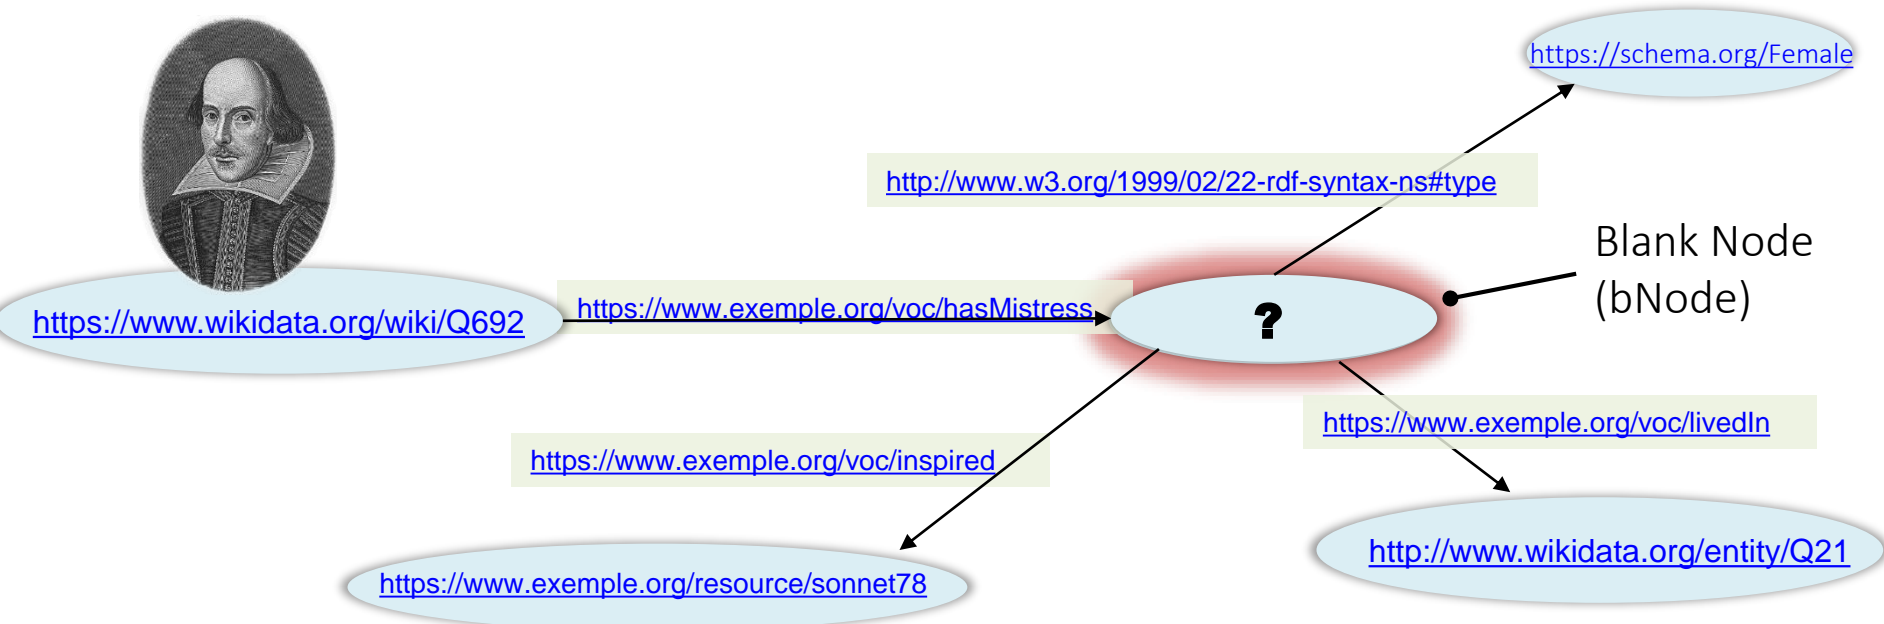 https://schema.org/Female
http://www.w3.org/1999/02/22-rdf-syntax-ns#type
Blank Node
(bNode)
https://www.wikidata.org/wiki/Q692
https://www.exemple.org/voc/hasMistress
?
https://www.exemple.org/voc/livedIn
https://www.exemple.org/voc/inspired
http://www.wikidata.org/entity/Q21
https://www.exemple.org/resource/sonnet78